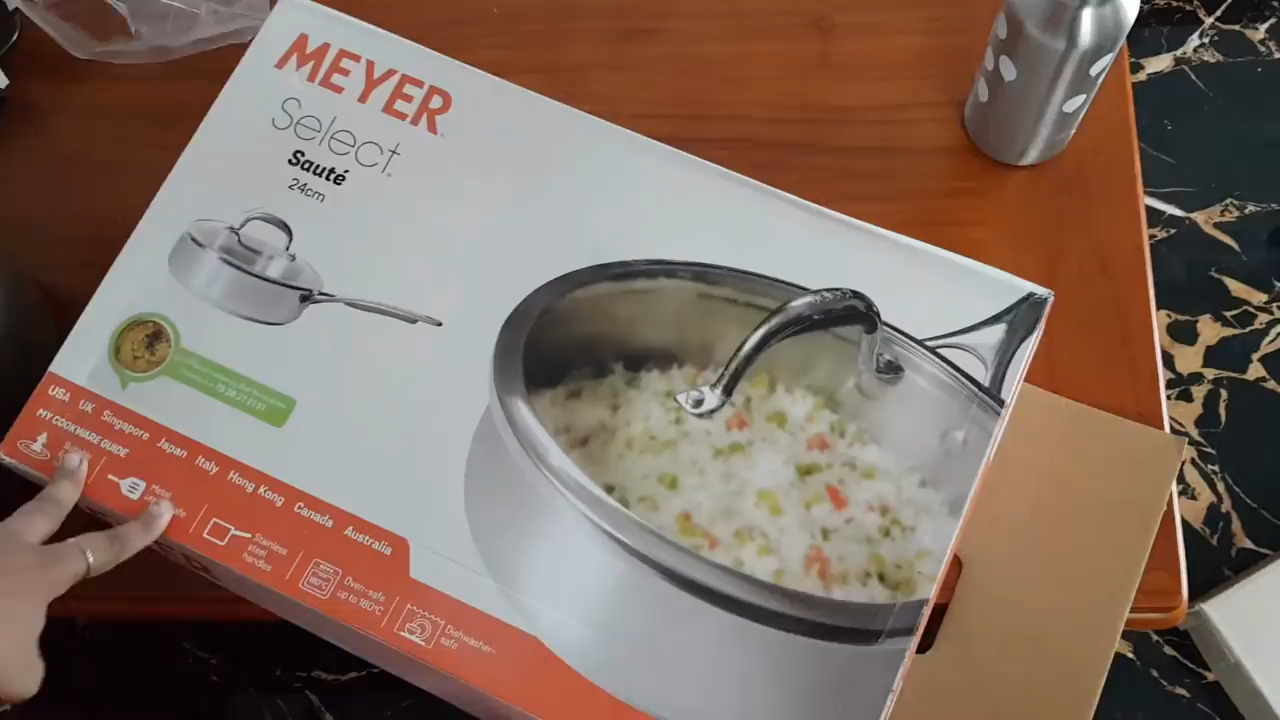 MEYER
Select
Sauté
24cm
USA UK Singapore Japan Italy Hong Kong Canada Australia
MY COOKWARE GUIDE
Metal
Stainless
steel
handles
180°C
Oven-safe
up to 180°C
Dishwasher-
safe